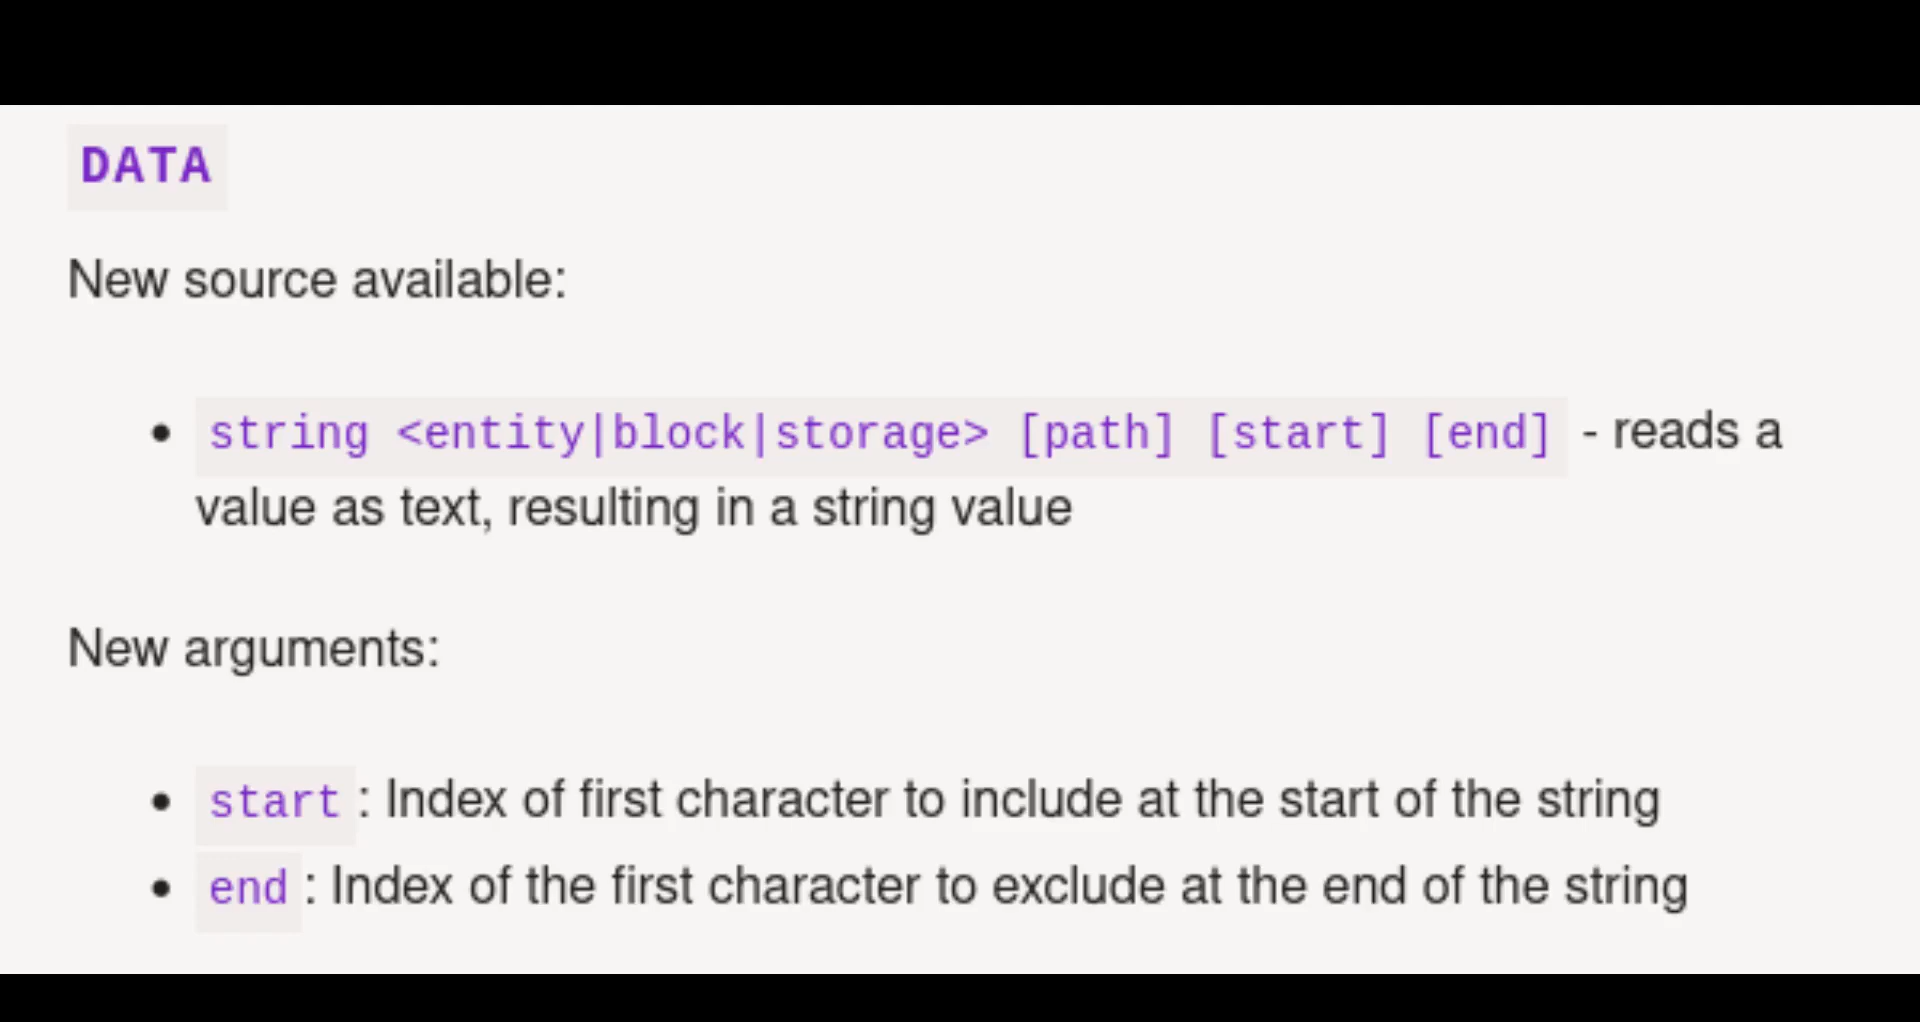 DATA
New source available:
• string <entity|block|storage> [path] [start] [end] - reads a
value as text, resulting in a string value
New arguments:
• start : Index of first character to include at the start of the string
• end : Index of the first character to exclude at the end of the string